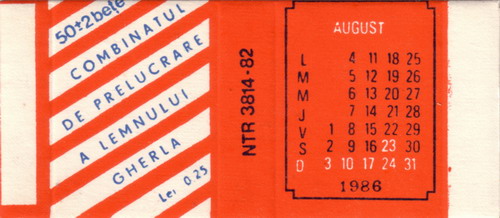 50±2bețe
COMBINATUL
DE PRELUCRARE
A LEMNULUI
GHERLA
Lei 0.25
NTR 3814-82
AUGUST
L 4 11 18 25
M 5 12 19 26
M 6 13 20 27
J 7 14 21 28
V 1 8 15 22 29
S 2 9 16 23 30
D 3 10 17 24 31
1986